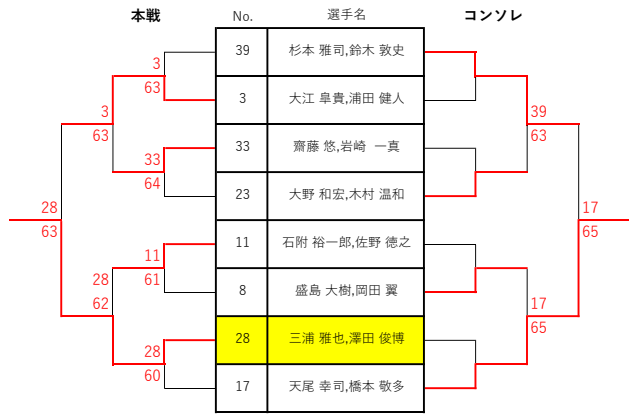 本戦 No. 選手名 コンソレ
39 杉本 雅司,鈴木 敦史
3
63
3 大江 皐貴,浦田 健人
3
63
39
63
33 齋藤 悠,岩崎 一真
33
64
23 大野 和宏,木村 温和
28
63
17
65
11 石附 裕一郎,佐野 徳之
11
61
8 盛島 大樹,岡田 翼
28
62
17
65
28 三浦 雅也,澤田 俊博
28
60
17 天尾 幸司,橋本 敬多